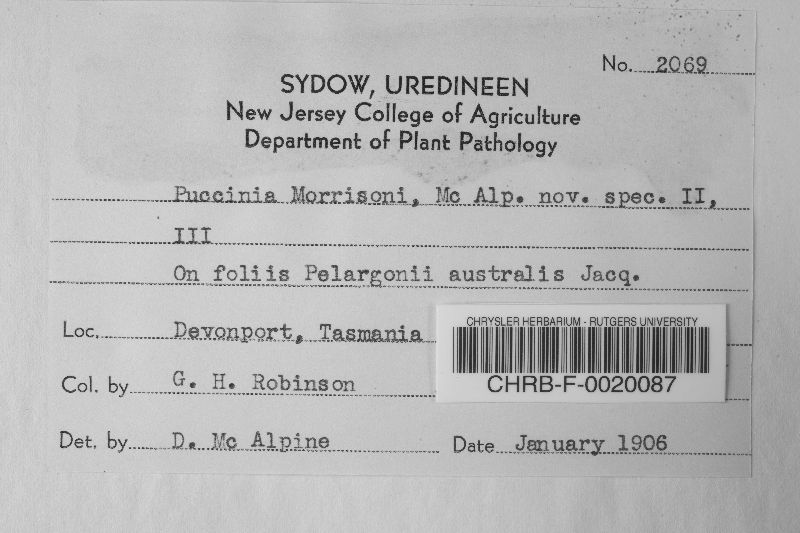 No. 2069
SYDOW, UREDINEEN
New Jersey College of Agriculture
Department of Plant Pathology
Puccinia Morrisoni, Mc Alp. nov. spec. II,
III
On foliis Pelargonii australis Jacq.
Loc. Devonport, Tasmania
CHRYSLER HERBARIUM - RUTGERS UNIVERSITY
CHRB-F-0020087
Col. by G. H. Robinson
Det. by D. Mc Alpine Date January 1906